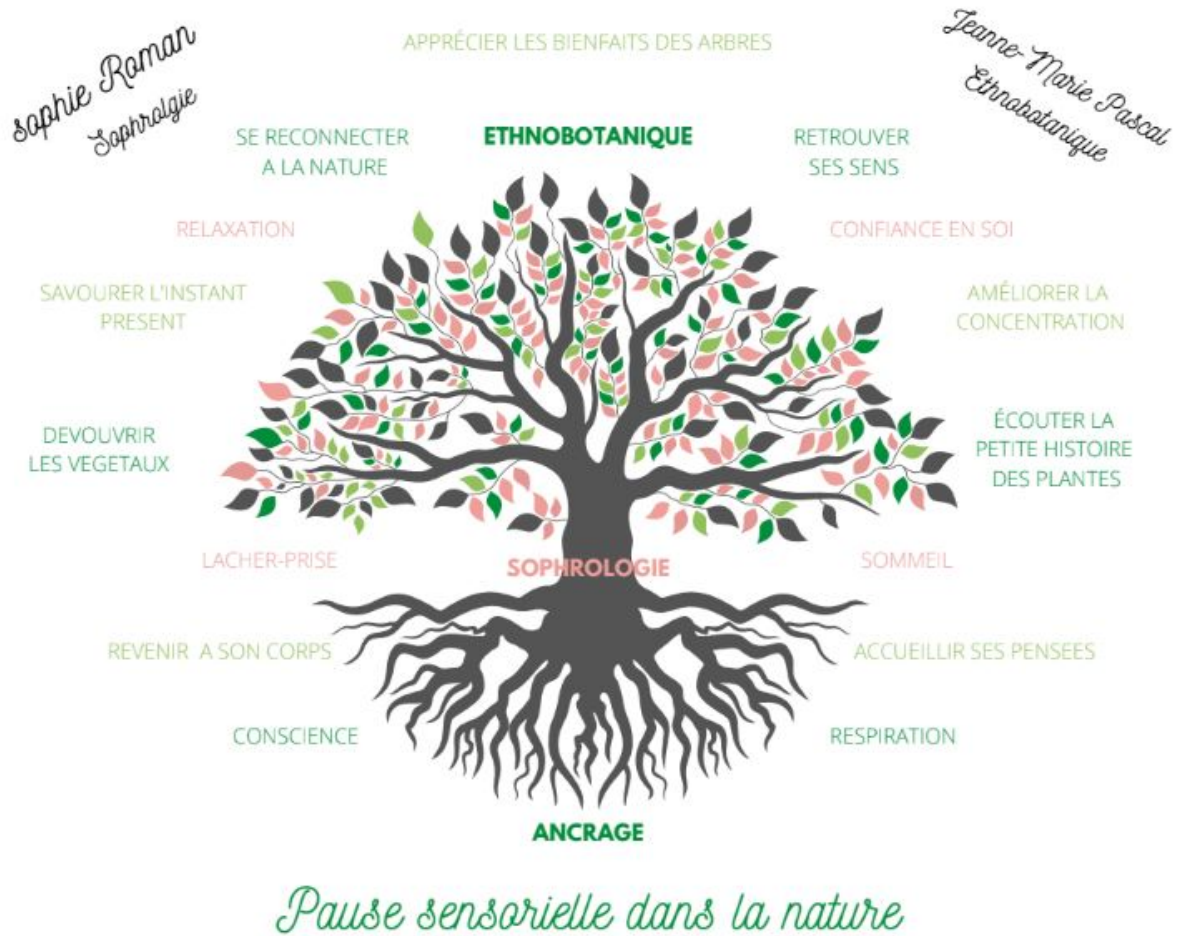 sophie Roman
Sophrolgie
Jeanne-Marie Pascal
Ethnobotanique
APPRÉCIER LES BIENFAITS DES ARBRES
SE RECONNECTER
A LA NATURE
ETHNOBOTANIQUE
RETROUVER
SES SENS
RELAXATION
CONFIANCE EN SOI
SAVOURER L'INSTANT
PRESENT
AMÉLIORER LA
CONCENTRATION
DEVOUVRIR
LES VEGETAUX
ÉCOUTER LA
PETITE HISTOIRE
DES PLANTES
LACHER-PRISE
SOPHROLOGIE
SOMMEIL
REVENIR A SON CORPS
ACCUEILLIR SES PENSEES
CONSCIENCE
RESPIRATION
ANCRAGE
Pause sensorielle dans la nature